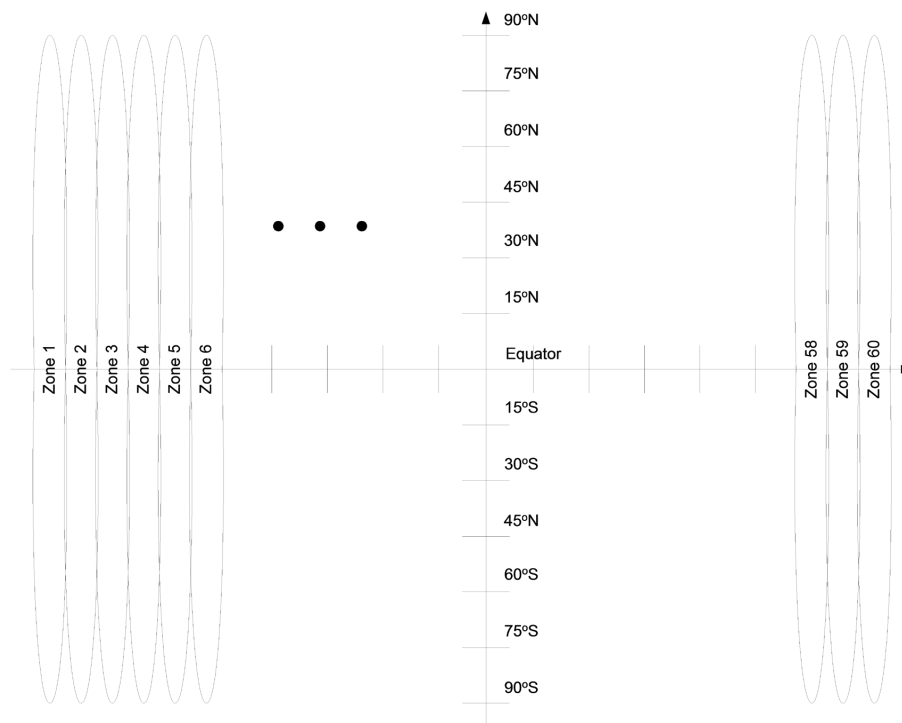 90ºN
75ºN
60ºN
45ºN
30ºN
15ºN
Equator
15ºS
30ºS
45ºN
60ºS
75ºS
90ºS
Zone 1
Zone 2
Zone 3
Zone 4
Zone 5
Zone 6
Zone 58
Zone 59
Zone 60